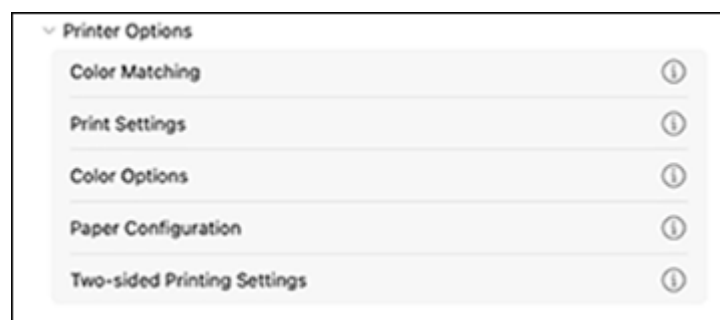 Printer Options
Color Matching
Print Settings
Color Options
Paper Configuration
Two-sided Printing Settings